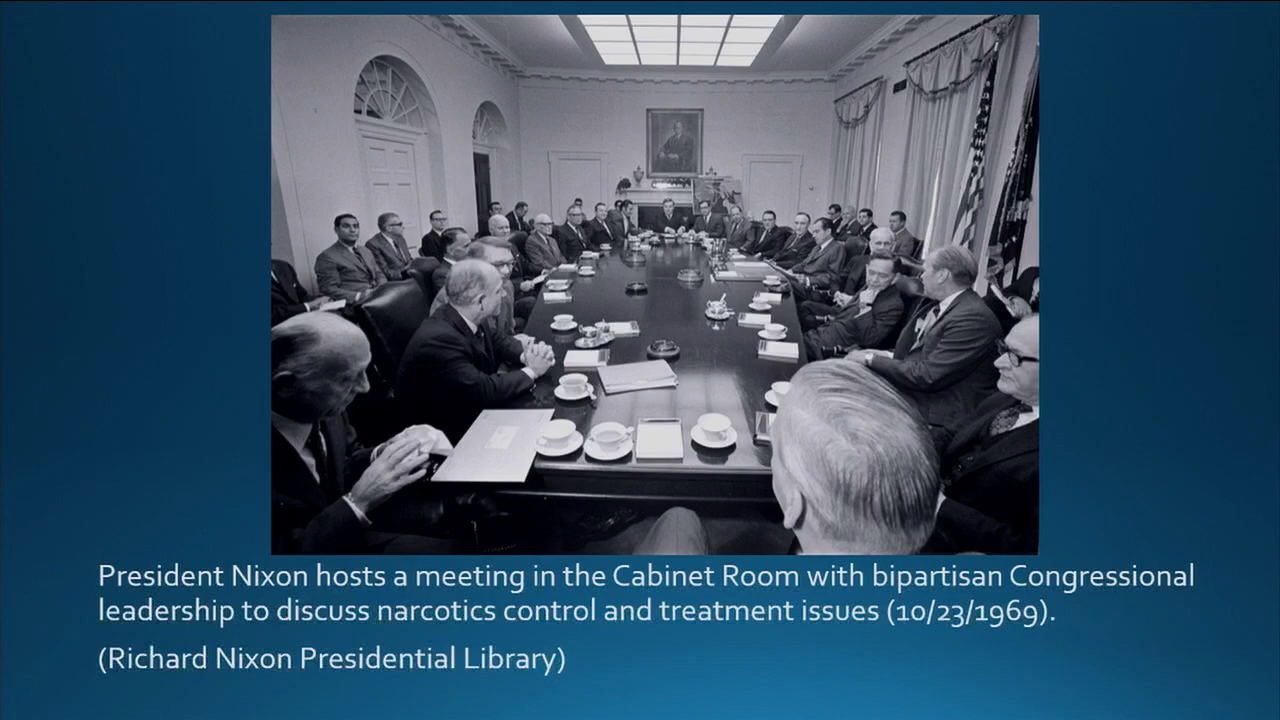 President Nixon hosts a meeting in the Cabinet Room with bipartisan Congressional
leadership to discuss narcotics control and treatment issues (10/23/1969).
(Richard Nixon Presidential Library)